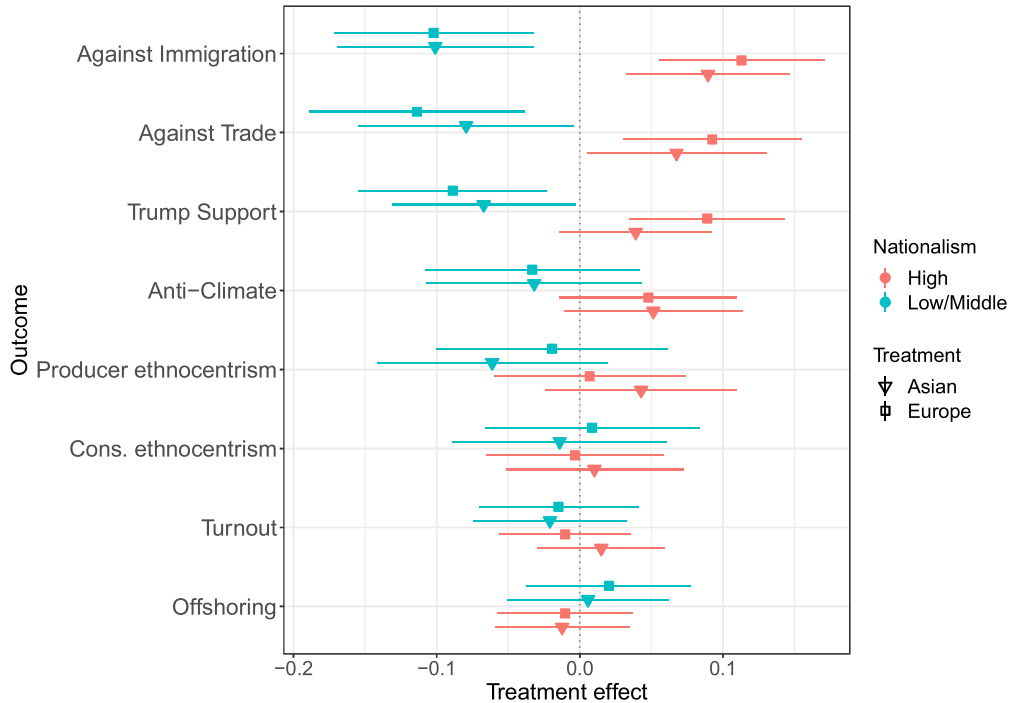 Outcome
Against Immigration
Against Trade
Trump Support
Anti−Climate
Producer ethnocentrism
Cons. ethnocentrism
Turnout
Offshoring
−0.2 −0.1 0.0 0.1
Treatment effect
Nationalism
High
Low/Middle
Treatment
Asian
Europe